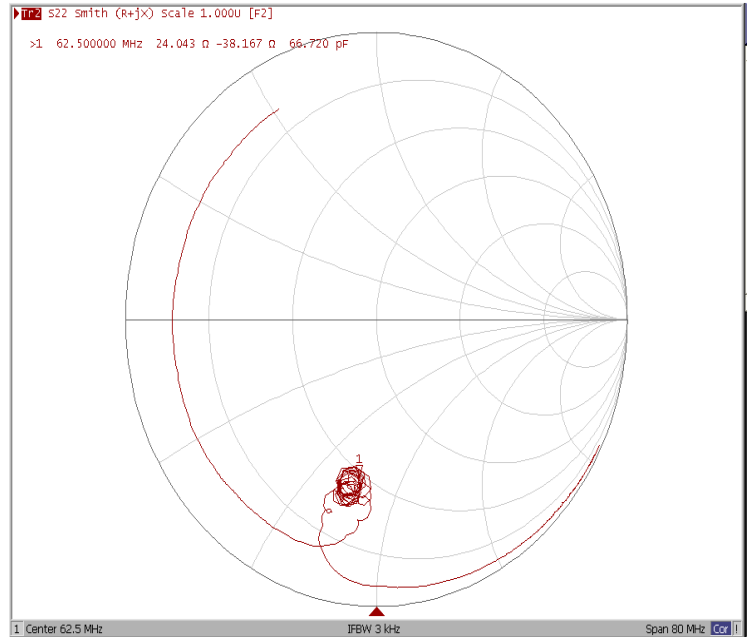 Tr2 S22 Smith (R+jX) Scale 1.000U [F2]
>1 62.500000 MHz 24.043 Ω -38.167 Ω 66.720 pF
1
1 Center 62.5 MHz IFBW 3 kHz Span 80 MHz Cor !